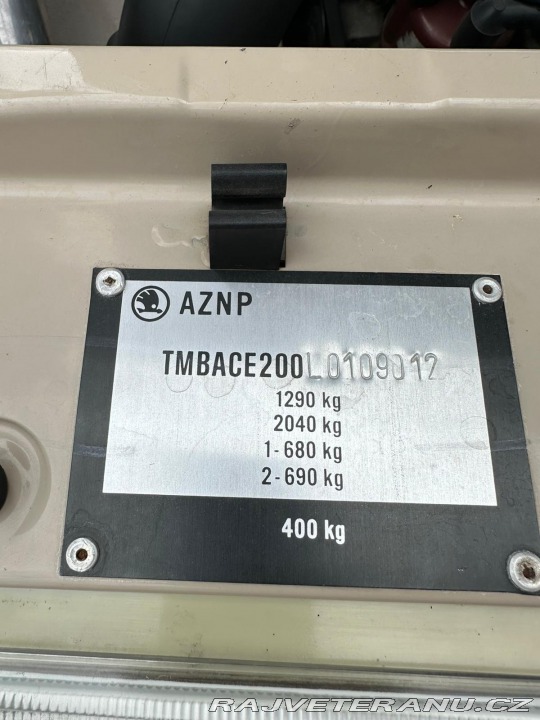 AZNP
TMBACE200L0109012
1290 kg
2040 kg
1-680 kg
2-690 kg
400 kg
RAJVETERANU.CZ